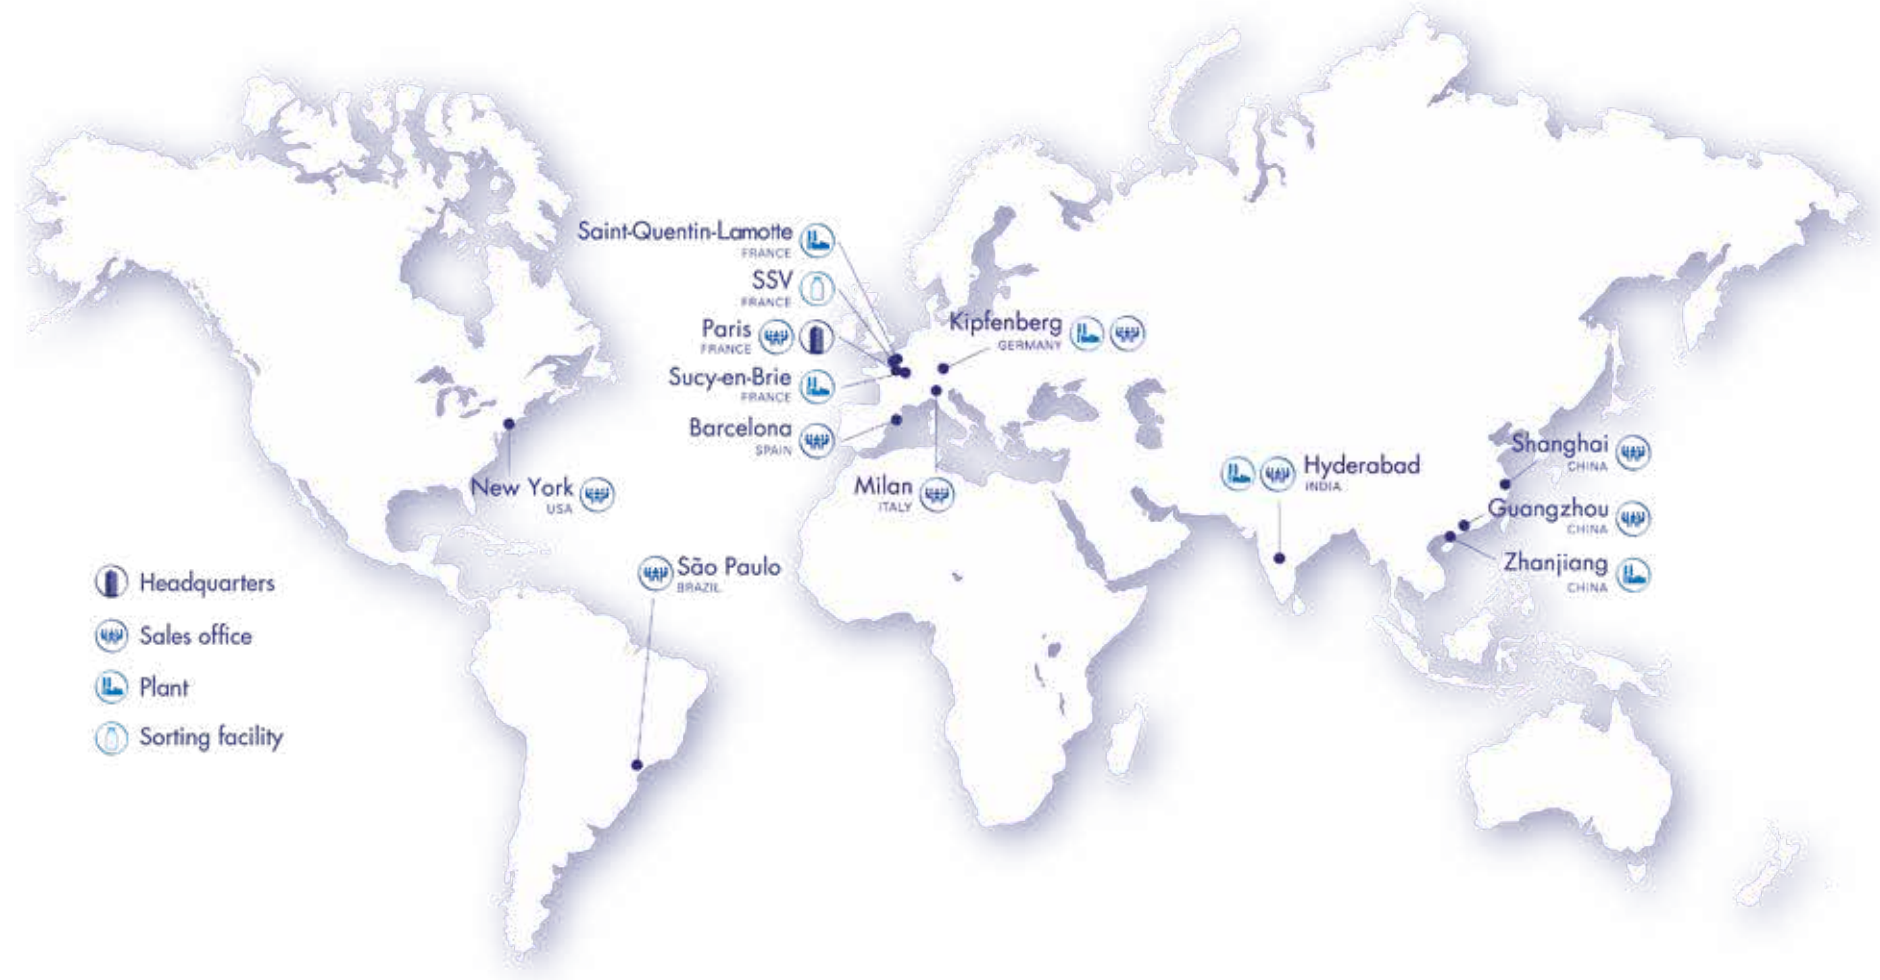 Saint-Quentin-Lamotte
FRANCE
SSV
FRANCE
Paris
FRANCE
Sucy-en-Brie
FRANCE
Barcelona
SPAIN
Kipfenberg
GERMANY
Milan
ITALY
New York
USA
São Paulo
BRAZIL
Hyderabad
INDIA
Shanghai
CHINA
Guangzhou
CHINA
Zhanjiang
CHINA
Headquarters
Sales office
Plant
Sorting facility